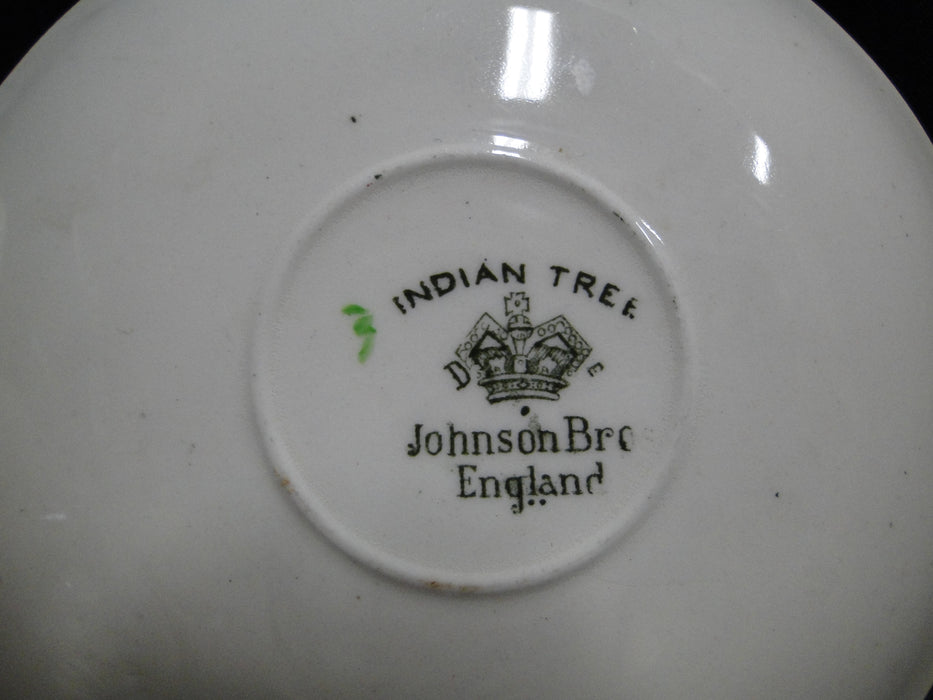 INDIAN TREE
D E
Johnson Bro
England